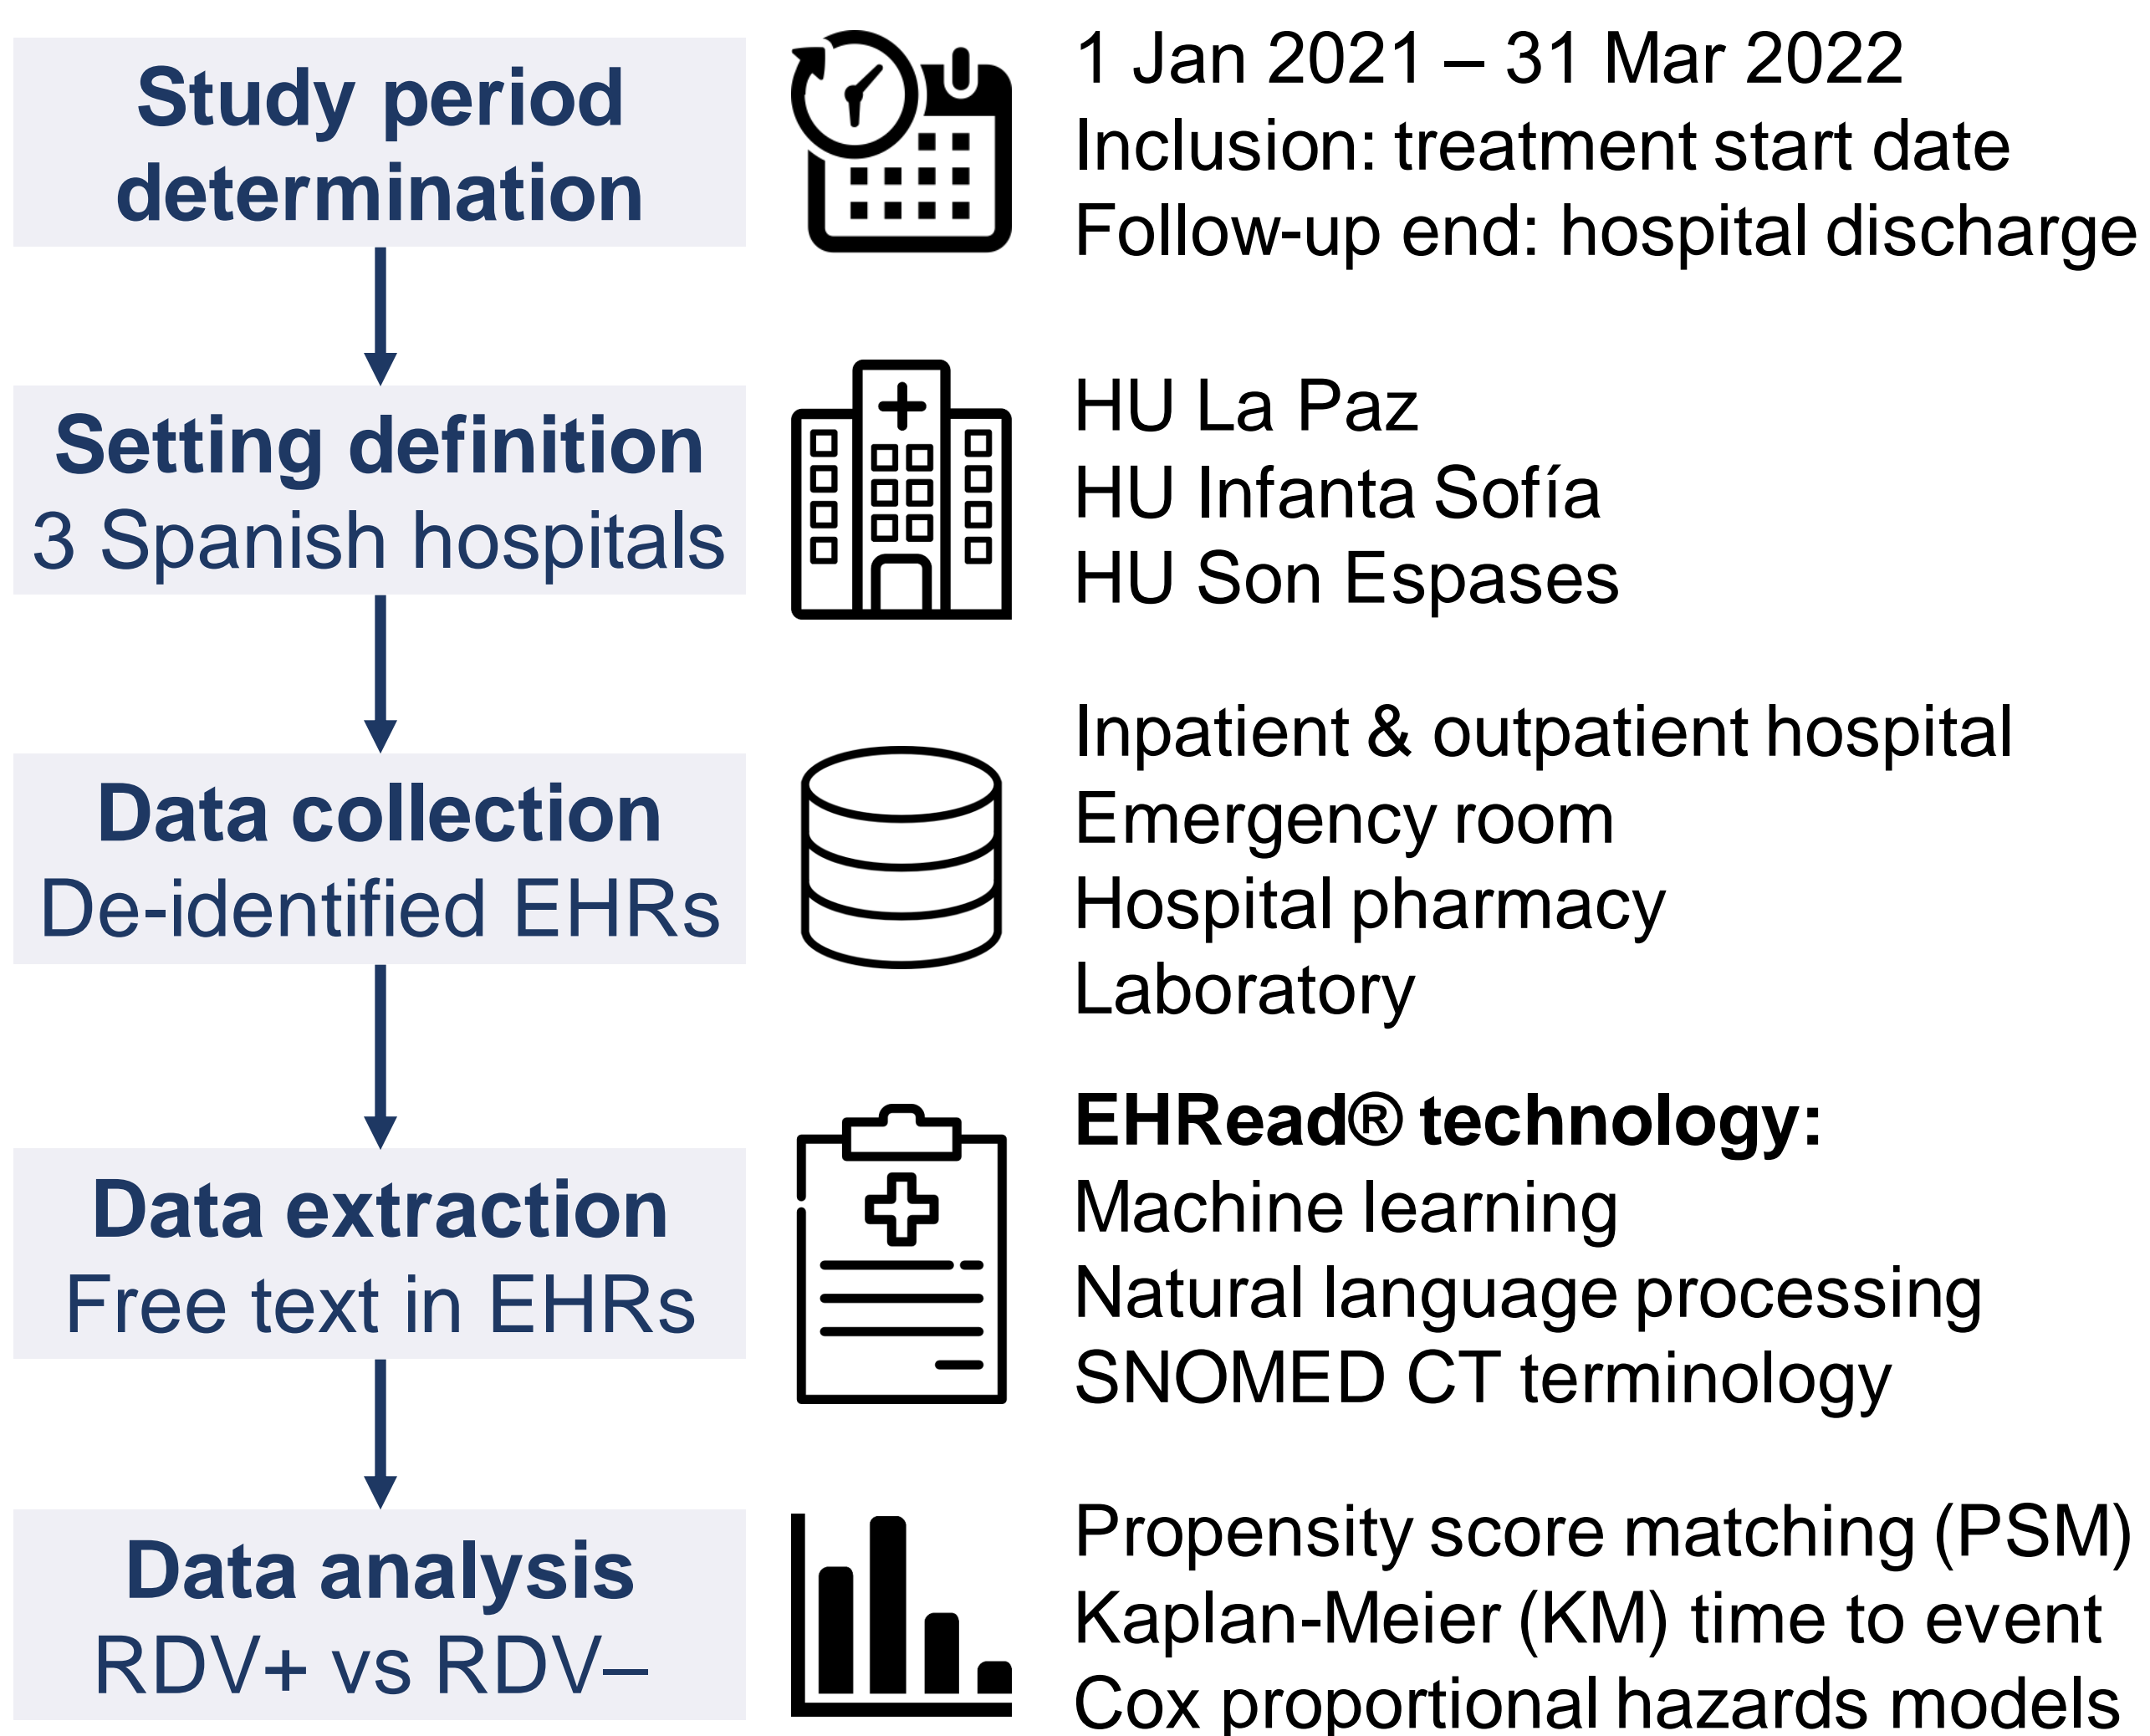 Study period
determination
1 Jan 2021 – 31 Mar 2022
Inclusion: treatment start date
Follow-up end: hospital discharge
Setting definition
3 Spanish hospitals
HU La Paz
HU Infanta Sofía
HU Son Espases
Data collection
De-identified EHRs
Inpatient & outpatient hospital
Emergency room
Hospital pharmacy
Laboratory
Data extraction
Free text in EHRs
EHRead® technology:
Machine learning
Natural language processing
SNOMED CT terminology
Data analysis
RDV+ vs RDV–
Propensity score matching (PSM)
Kaplan-Meier (KM) time to event
Cox proportional hazards models